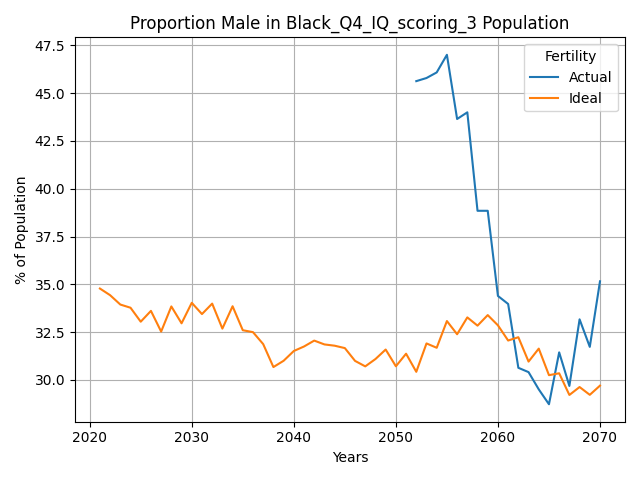 Proportion Male in Black_Q4_IQ_scoring_3 Population
Fertility
Actual
Ideal
% of Population
47.5
45.0
42.5
40.0
37.5
35.0
32.5
30.0
2020
2030
2040
2050
2060
2070
Years